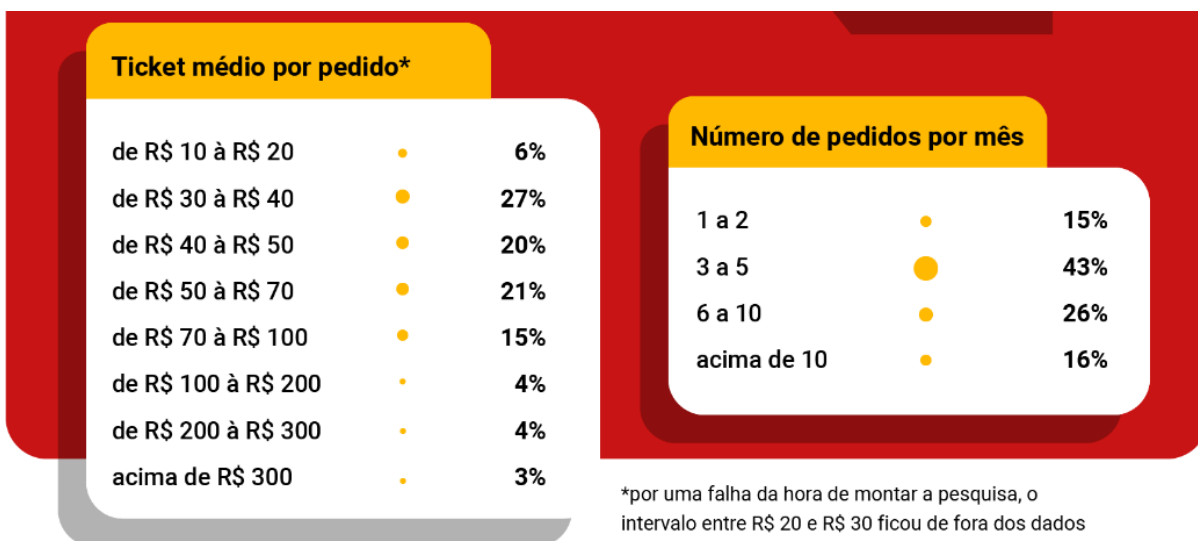 Ticket médio por pedido*
de R$ 10 à R$ 20 6%
de R$ 30 à R$ 40 27%
de R$ 40 à R$ 50 20%
de R$ 50 à R$ 70 21%
de R$ 70 à R$ 100 15%
de R$ 100 à R$ 200 4%
de R$ 200 à R$ 300 4%
acima de R$ 300 3%
Número de pedidos por mês
1 a 2 15%
3 a 5 43%
6 a 10 26%
acima de 10 16%
*por uma falha da hora de montar a pesquisa, o
intervalo entre R$ 20 e R$ 30 ficou de fora dos dados